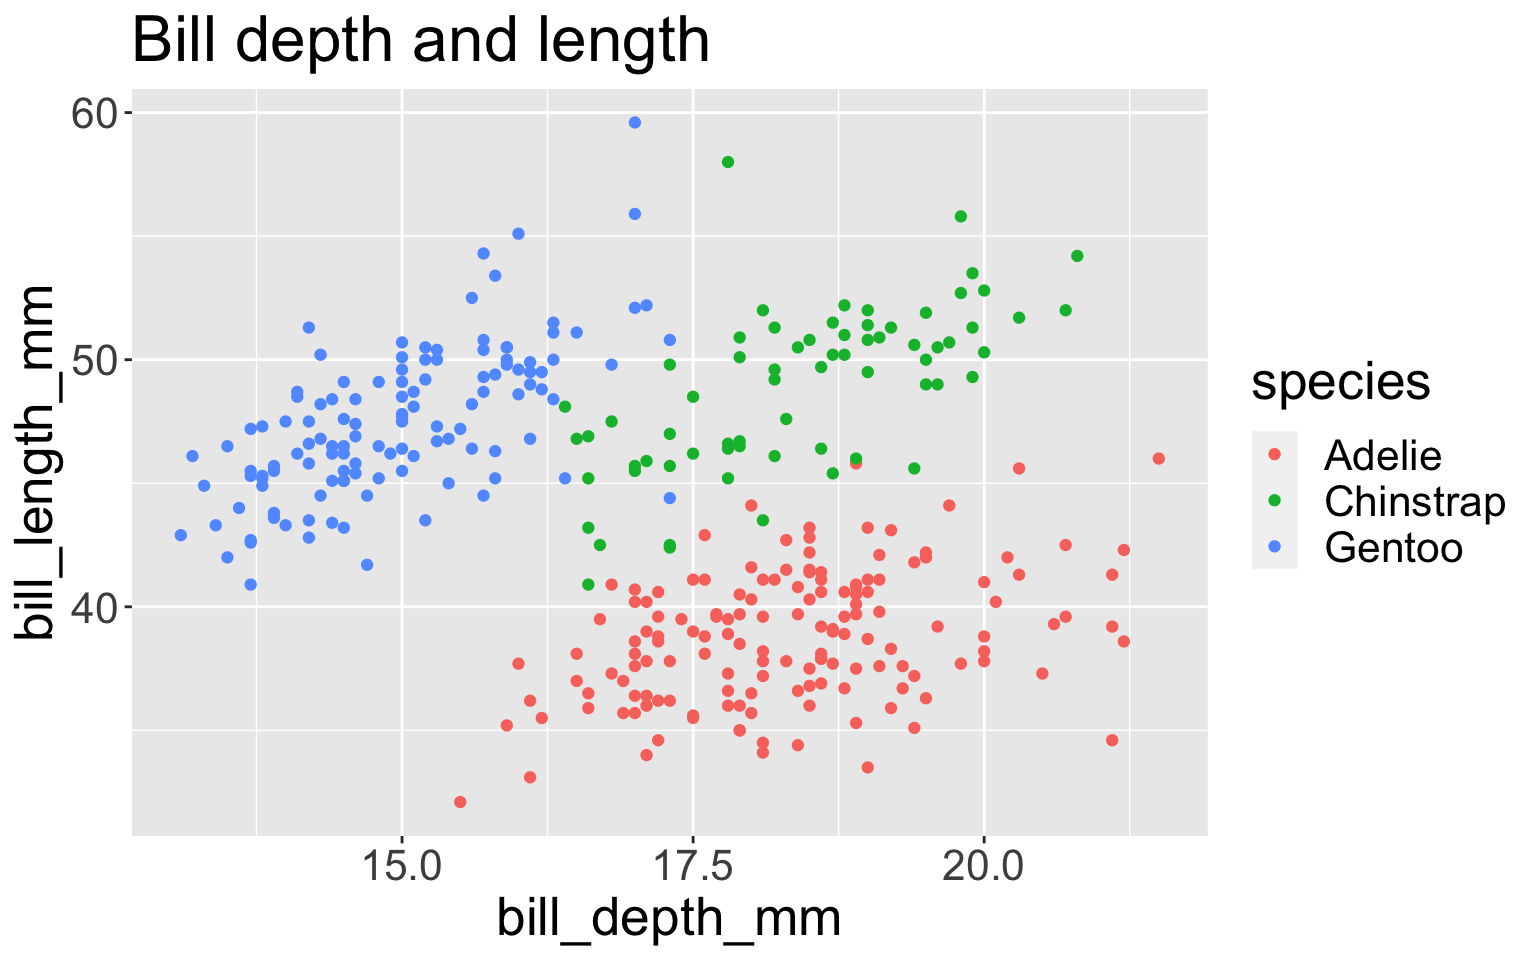 Bill depth and length
60
50
40
bill_length_mm
15.0
17.5
20.0
bill_depth_mm
species
Adelie
Chinstrap
Gentoo